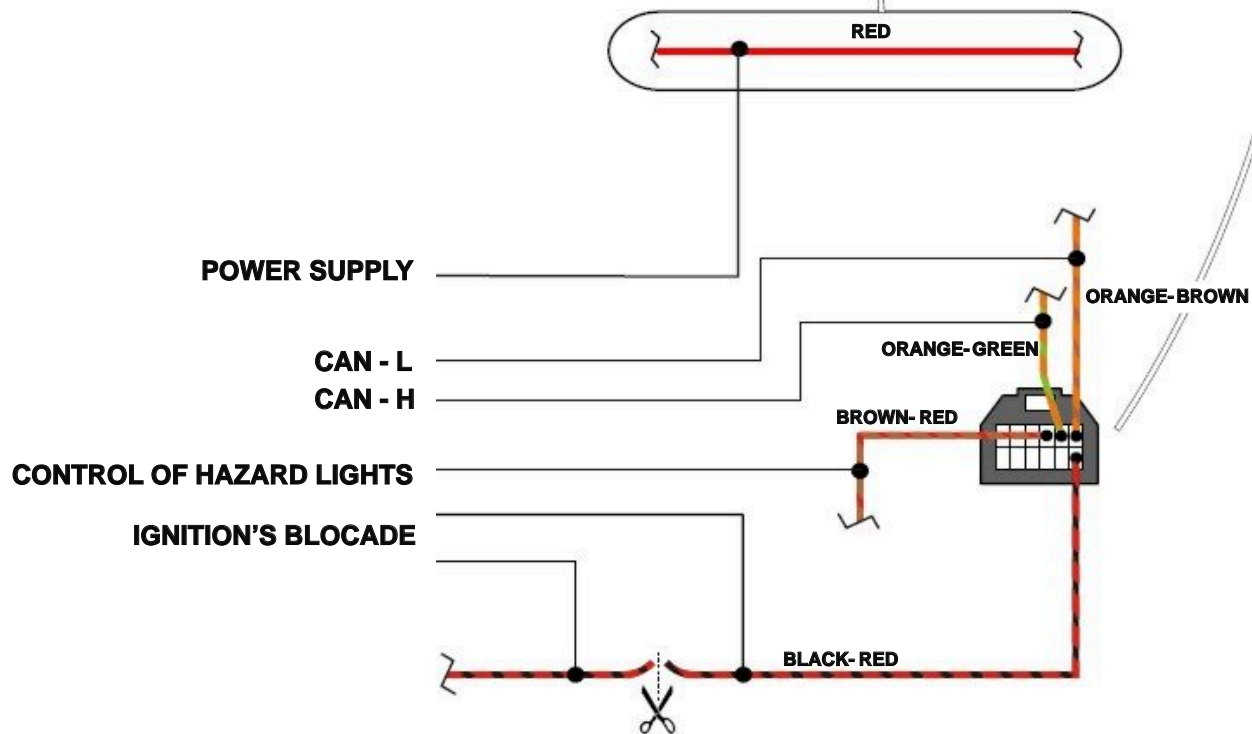 RED
POWER SUPPLY
ORANGE-BROWN
ORANGE-GREEN
CAN - L
CAN - H
BROWN-RED
CONTROL OF HAZARD LIGHTS
IGNITION'S BLOCADE
BLACK-RED